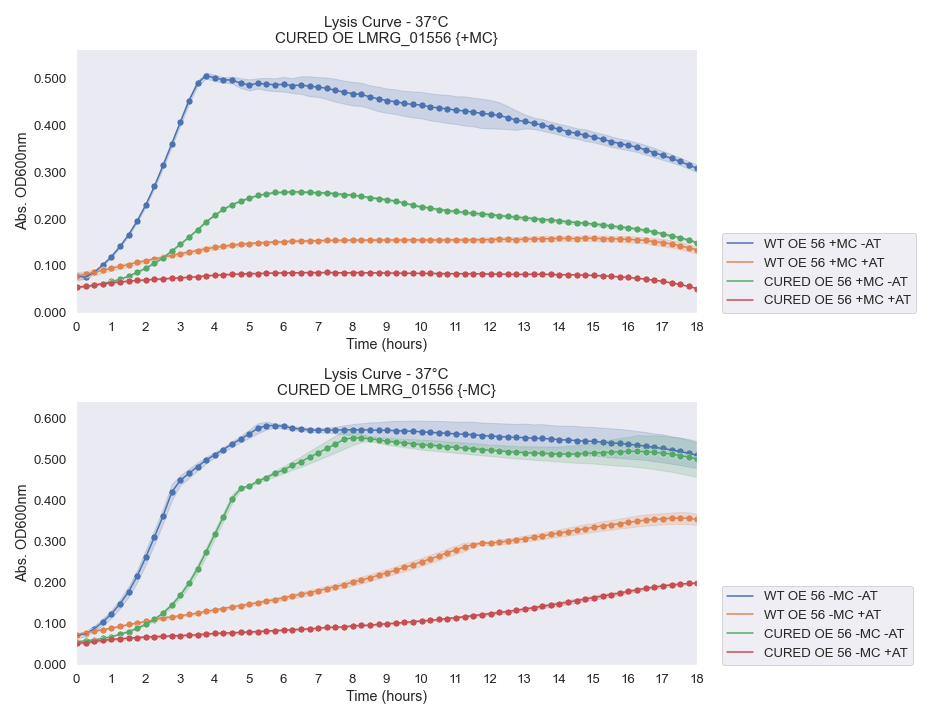 Lysis Curve - 37°C
CURED OE LMRG_01556 {+MC}
Abs. OD600nm
0.500
0.400
0.300
0.200
0.100
0.000
0 1 2 3 4 5 6 7 8 9 10 11 12 13 14 15 16 17 18
Time (hours)
WT OE 56 +MC -AT
WT OE 56 +MC +AT
CURED OE 56 +MC -AT
CURED OE 56 +MC +AT
Lysis Curve - 37°C
CURED OE LMRG_01556 {-MC}
Abs. OD600nm
0.600
0.500
0.400
0.300
0.200
0.100
0.000
0 1 2 3 4 5 6 7 8 9 10 11 12 13 14 15 16 17 18
Time (hours)
WT OE 56 -MC -AT
WT OE 56 -MC +AT
CURED OE 56 -MC -AT
CURED OE 56 -MC +AT